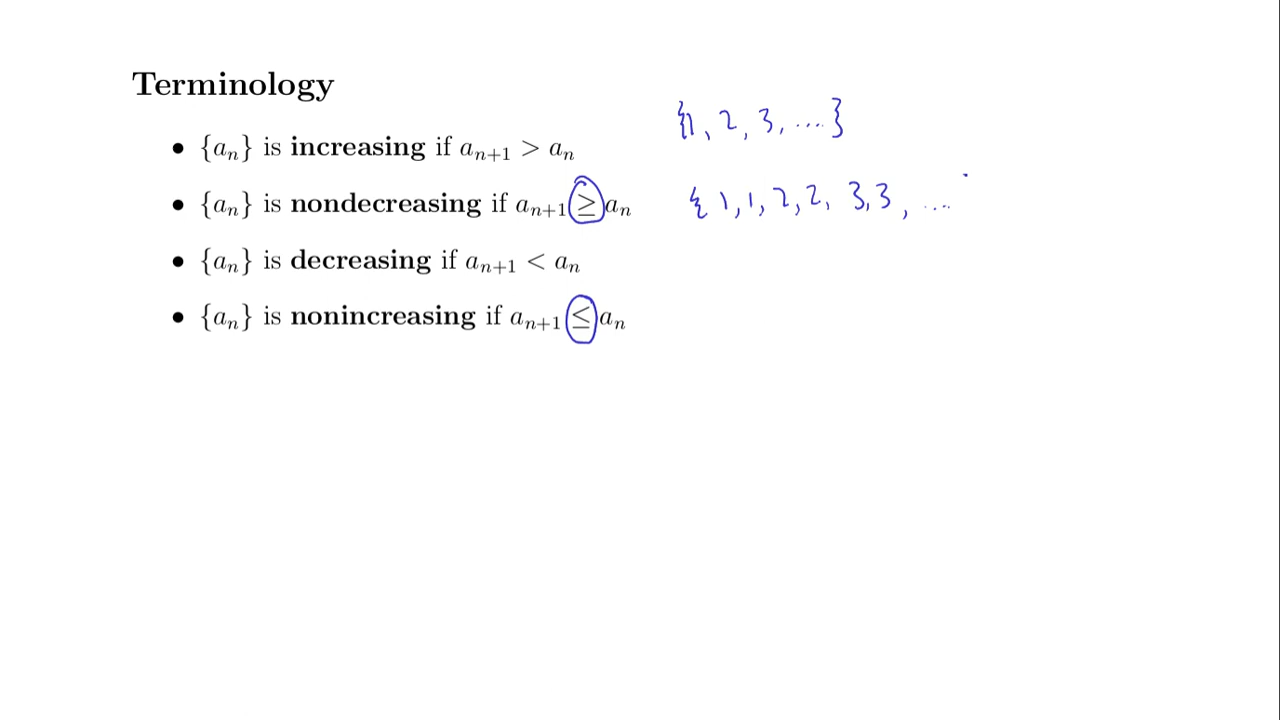 Terminology
{1, 2, 3, ....}
• {aₙ} is increasing if aₙ₊₁ > aₙ
• {aₙ} is nondecreasing if aₙ₊₁ ≥ aₙ
{1, 1, 2, 2, 3, 3, ....
• {aₙ} is decreasing if aₙ₊₁ < aₙ
• {aₙ} is nonincreasing if aₙ₊₁ ≤ aₙ